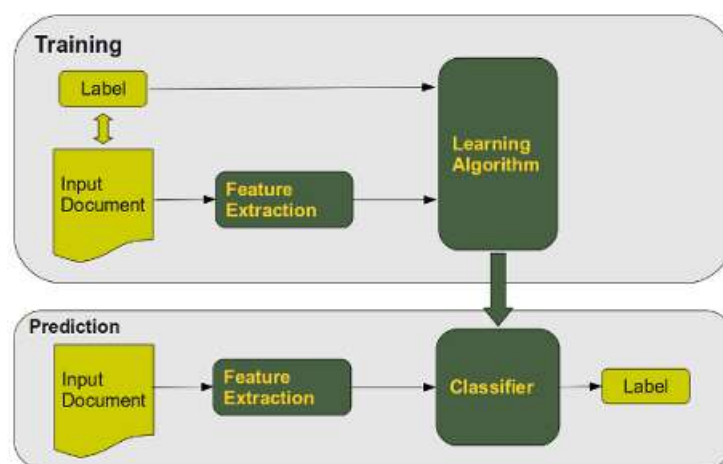 Training
Label
Learning
Algorithm
Input
Document
Feature
Extraction
Prediction
Input
Document
Feature
Extraction
Classifier
Label